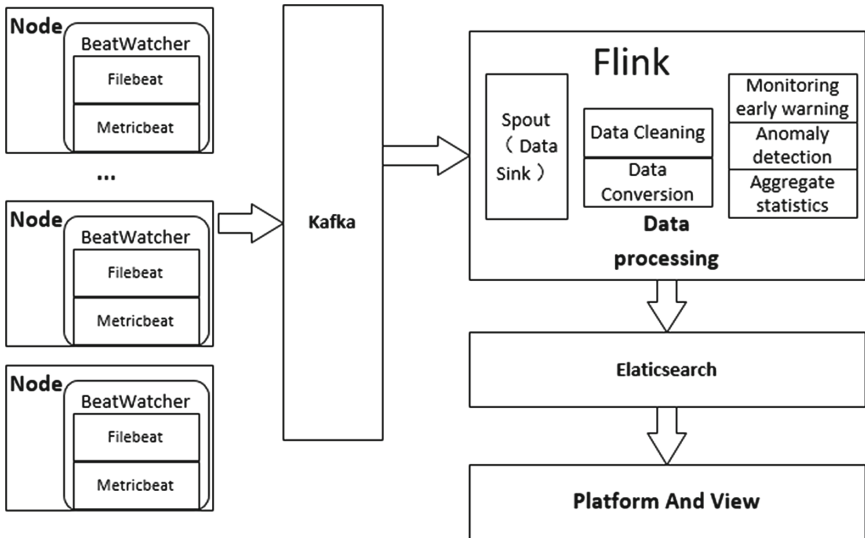 Node
BeatWatcher
Filebeat
Metricbeat
...
Node
BeatWatcher
Filebeat
Metricbeat
Node
BeatWatcher
Filebeat
Metricbeat
Kafka
Flink
Spout
( Data
Sink )
Data Cleaning
Data
Conversion
Data
processing
Monitoring
early warning
Anomaly
detection
Aggregate
statistics
Elaticsearch
Platform And View